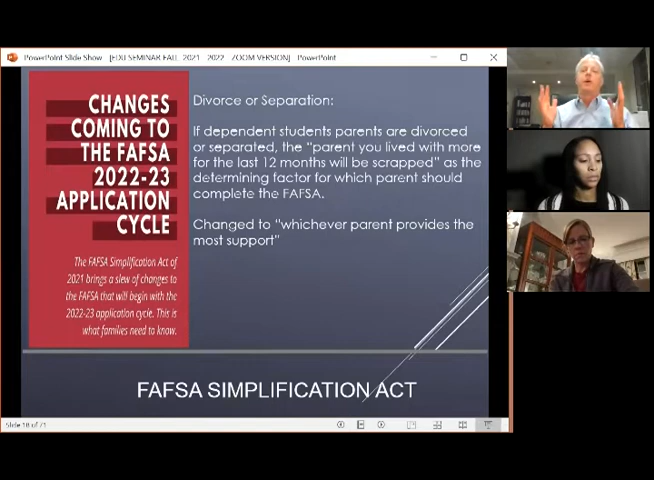 PowerPoint Slide Show - [EDU SEMINAR FALL 2021 - 2022 ZOOM VERSION] - PowerPoint
CHANGES
COMING TO
THE FAFSA
2022-23
APPLICATION
CYCLE
The FAFSA Simplification Act of
2021 brings a slew of changes to
the FAFSA that will begin with the
2022-23 application cycle. This is
what families need to know.
Divorce or Separation:
If dependent students parents are divorced
or separated, the "parent you lived with more
for the last 12 months will be scrapped" as the
determining factor for which parent should
complete the FAFSA.
Changed to "whichever parent provides the
most support"
FAFSA SIMPLIFICATION ACT
Slide 18 of 71